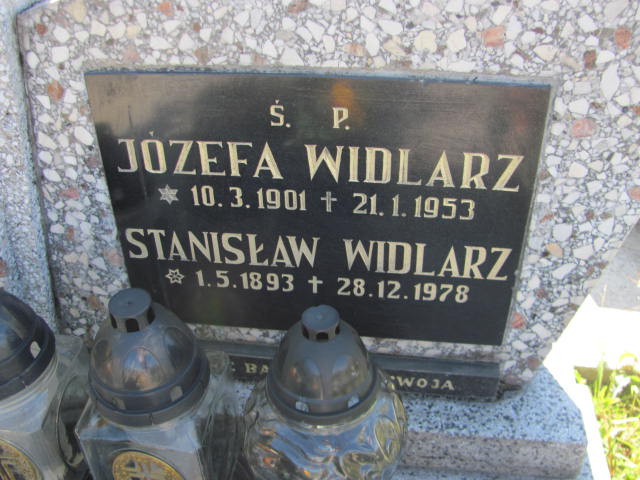 Ś. P.
JÓZEFA WIDLARZ
10.3.1901 † 21.1.1953
STANISŁAW WIDLARZ
1.5.1893 † 28.12.1978